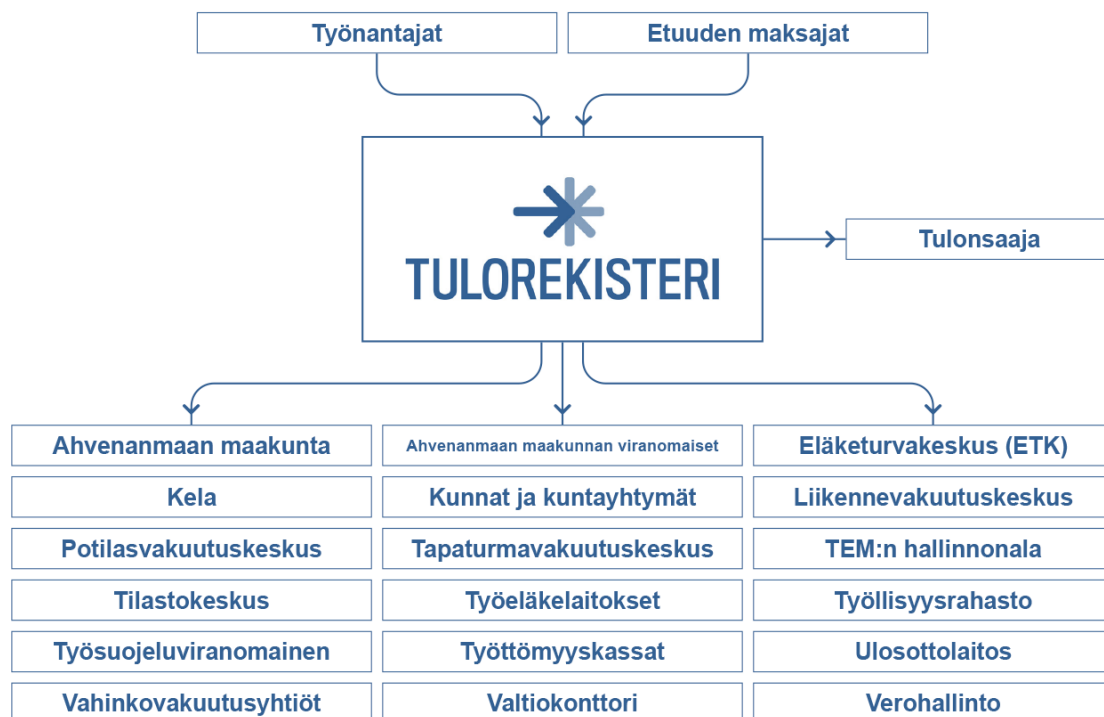 Työnantajat
Etuuden maksajat
TULOREKISTERI
Tulonsaaja
Ahvenanmaan maakunta
Ahvenanmaan maakunnan viranomaiset
Eläketurvakeskus (ETK)
Kela
Kunnat ja kuntayhtymät
Liikennevakuutuskeskus
Potilasvakuutuskeskus
Tapaturmavakuutuskeskus
TEM:n hallinnonala
Tilastokeskus
Työeläkelaitokset
Työllisyysrahasto
Työsuojeluviranomainen
Työttömyyskassat
Ulosottolaitos
Vahinkovakuutusyhtiöt
Valtiokonttori
Verohallinto